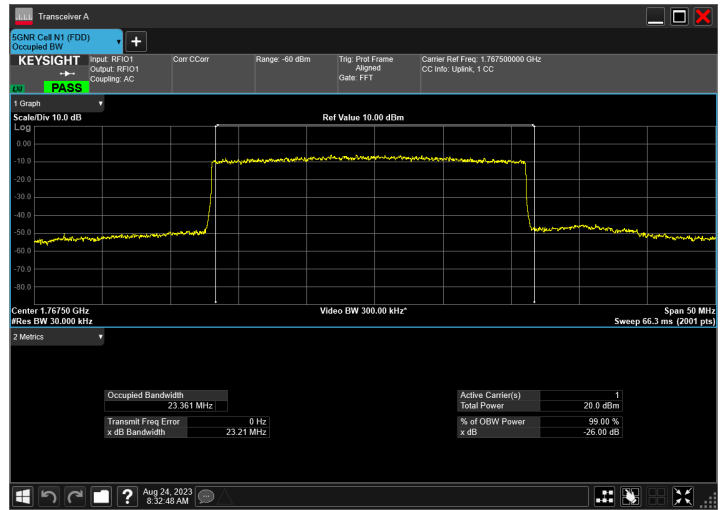 Transceiver A
5GNR Cell N1 (FDD)
Occupied BW
KEYSIGHT
Input: RFIO1
Output: RFIO1
Coupling: AC
Corr CCorr
Range: -60 dBm
Trig: Prot Frame
Aligned
Gate: FFT
Carrier Ref Freq: 1.767500000 GHz
CC Info: Uplink, 1 CC
LXI
PASS
1 Graph
Scale/Div 10.0 dB
Ref Value 10.00 dBm
Log
0.00
-10.0
-20.0
-30.0
-40.0
-50.0
-60.0
-70.0
-80.0
Center 1.76750 GHz
Video BW 300.00 kHz*
Span 50 MHz
#Res BW 30.000 kHz
Sweep 66.3 ms (2001 pts)
2 Metrics
Occupied Bandwidth
23.361 MHz
Transmit Freq Error 0 Hz
x dB Bandwidth 23.21 MHz
Active Carrier(s) 1
Total Power 20.0 dBm
% of OBW Power 99.00 %
x dB -26.00 dB
?
Aug 24, 2023
8:32:48 AM